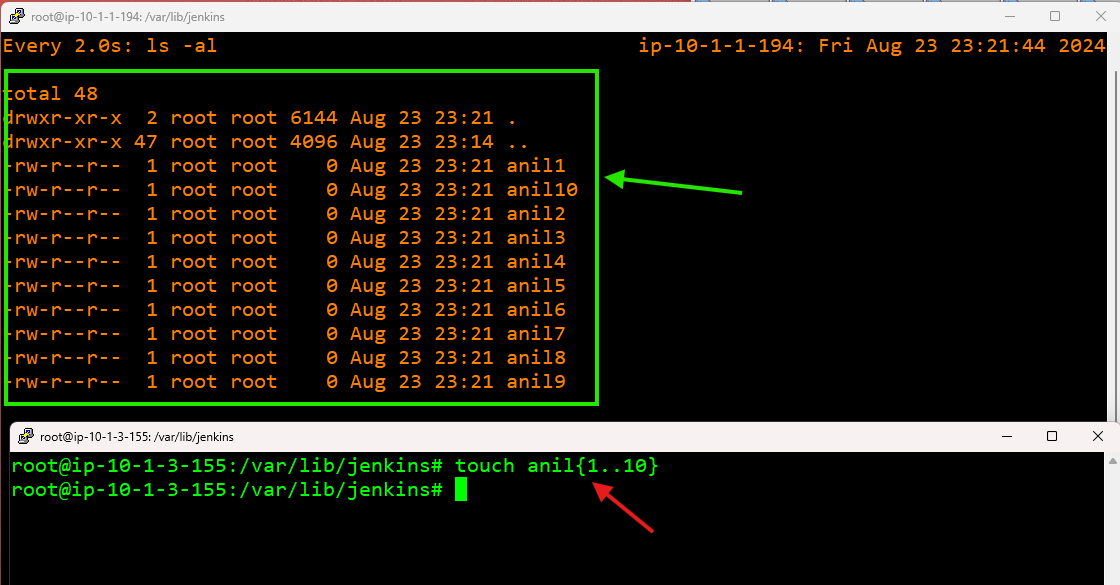 root@ip-10-1-1-194: /var/lib/jenkins
Every 2.0s: ls -al ip-10-1-1-194: Fri Aug 23 23:21:44 2024
total 48
drwxr-xr-x 2 root root 6144 Aug 23 23:21 .
drwxr-xr-x 47 root root 4096 Aug 23 23:14 ..
-rw-r--r-- 1 root root 0 Aug 23 23:21 anil1
-rw-r--r-- 1 root root 0 Aug 23 23:21 anil10
-rw-r--r-- 1 root root 0 Aug 23 23:21 anil2
-rw-r--r-- 1 root root 0 Aug 23 23:21 anil3
-rw-r--r-- 1 root root 0 Aug 23 23:21 anil4
-rw-r--r-- 1 root root 0 Aug 23 23:21 anil5
-rw-r--r-- 1 root root 0 Aug 23 23:21 anil6
-rw-r--r-- 1 root root 0 Aug 23 23:21 anil7
-rw-r--r-- 1 root root 0 Aug 23 23:21 anil8
-rw-r--r-- 1 root root 0 Aug 23 23:21 anil9
root@ip-10-1-3-155: /var/lib/jenkins
root@ip-10-1-3-155:/var/lib/jenkins# touch anil{1..10}
root@ip-10-1-3-155:/var/lib/jenkins#